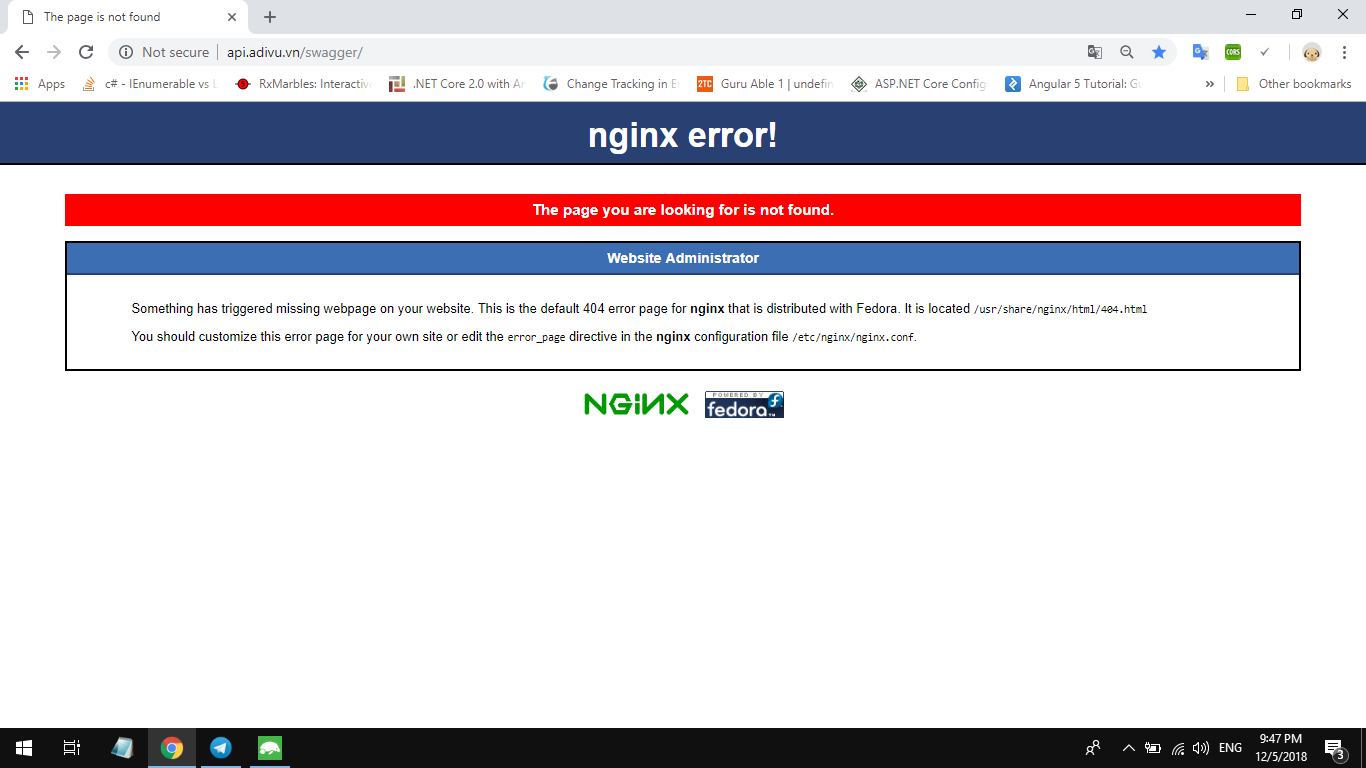 The page is not found
Not secure api.adivu.vn/swagger/
CORS
Apps c# - IEnumerable vs L RxMarbles: Interactive .NET Core 2.0 with An Change Tracking in E 2TC Guru Able 1 | undefin ASP.NET Core Config Angular 5 Tutorial: Gu » Other bookmarks
nginx error!
The page you are looking for is not found.
Website Administrator
Something has triggered missing webpage on your website. This is the default 404 error page for nginx that is distributed with Fedora. It is located /usr/share/nginx/html/404.html
You should customize this error page for your own site or edit the error_page directive in the nginx configuration file /etc/nginx/nginx.conf.
NGINX POWERED BY
fedora
9:47 PM
ENG
12/5/2018
3